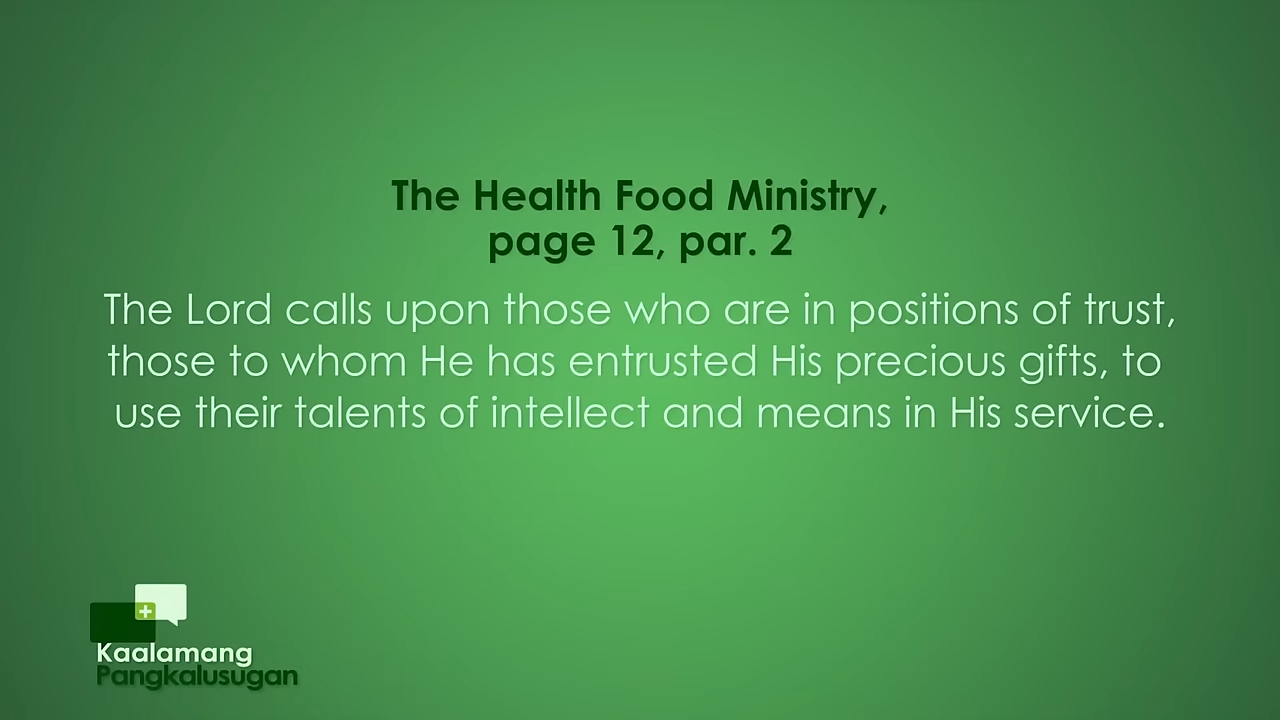 The Health Food Ministry,
page 12, par. 2
The Lord calls upon those who are in positions of trust,
those to whom He has entrusted His precious gifts, to
use their talents of intellect and means in His service.
Kaalamang
Pangkalusugan